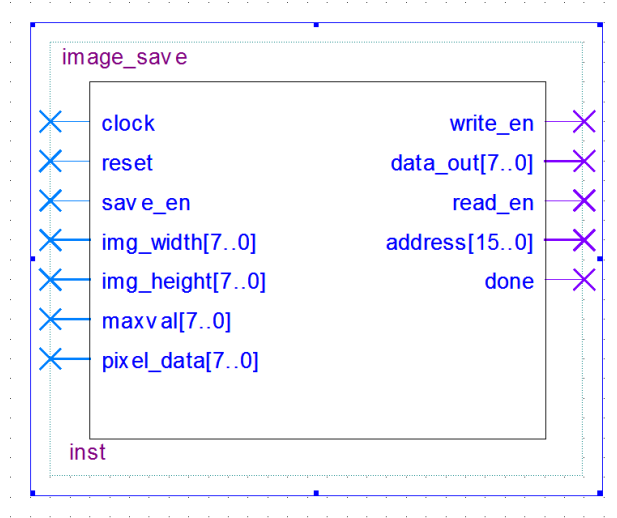 image_save
clock
reset
save_en
img_width[7..0]
img_height[7..0]
maxval[7..0]
pixel_data[7..0]
write_en
data_out[7..0]
read_en
address[15..0]
done
inst